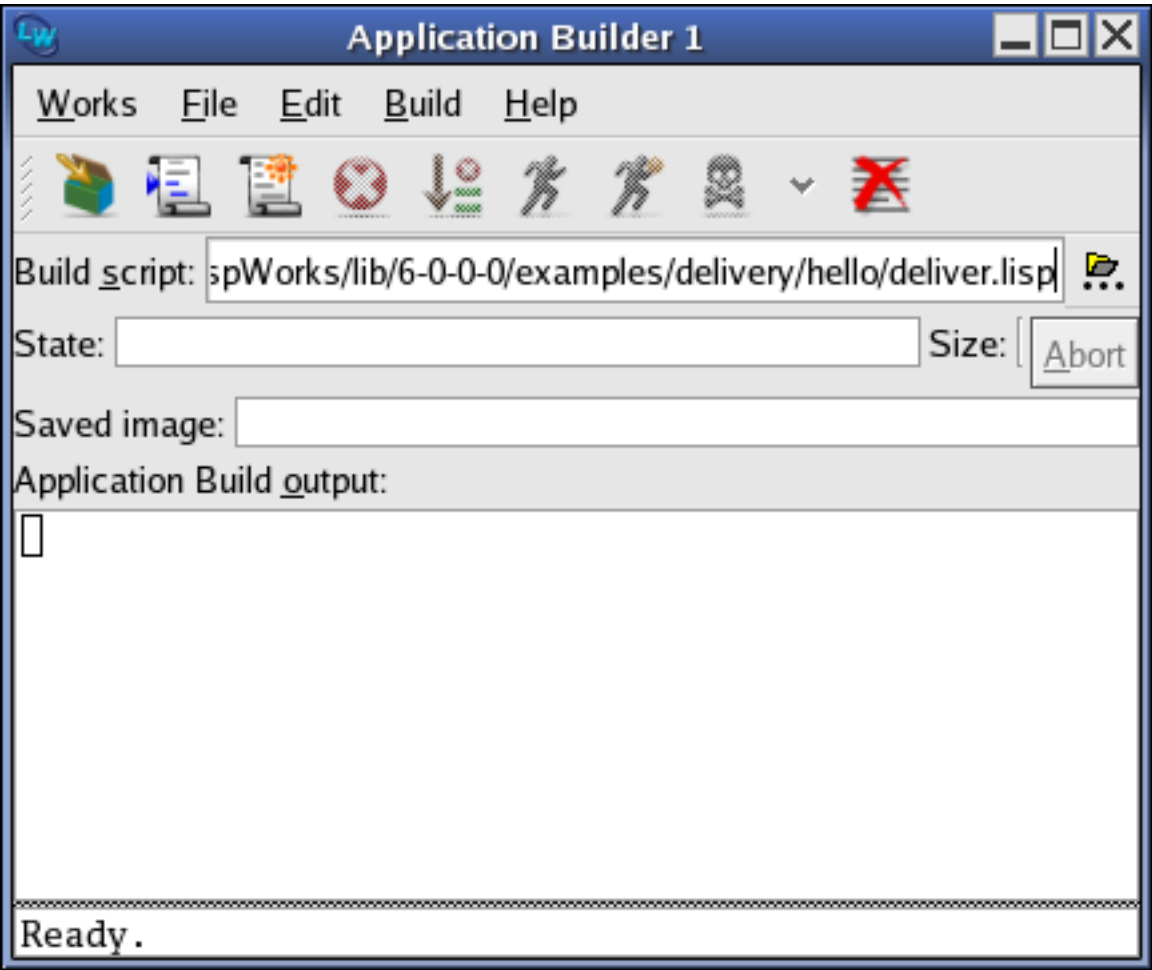 LW Application Builder 1
Works File Edit Build Help
Build script: spWorks/lib/6-0-0-0/examples/delivery/hello/deliver.lisp
State: Size: Abort
Saved image:
Application Build output:
Ready.